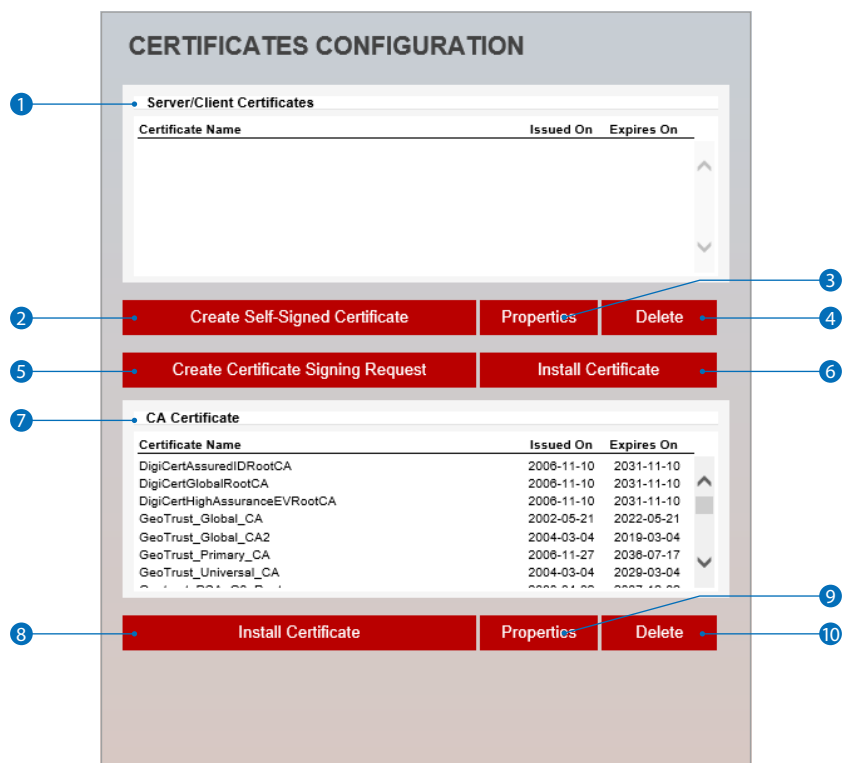 CERTIFICATES CONFIGURATION
1 Server/Client Certificates
Certificate Name Issued On Expires On
3
2 Create Self-Signed Certificate Properties Delete 4
5 Create Certificate Signing Request Install Certificate 6
7 CA Certificate
Certificate Name Issued On Expires On
DigiCertAssuredIDRootCA 2006-11-10 2031-11-10
DigiCertGlobalRootCA 2006-11-10 2031-11-10
DigiCertHighAssuranceEVRootCA 2006-11-10 2031-11-10
GeoTrust_Global_CA 2002-05-21 2022-05-21
GeoTrust_Global_CA2 2004-03-04 2019-03-04
GeoTrust_Primary_CA 2006-11-27 2036-07-17
GeoTrust_Universal_CA 2004-03-04 2029-03-04
9
8 Install Certificate Properties Delete 10